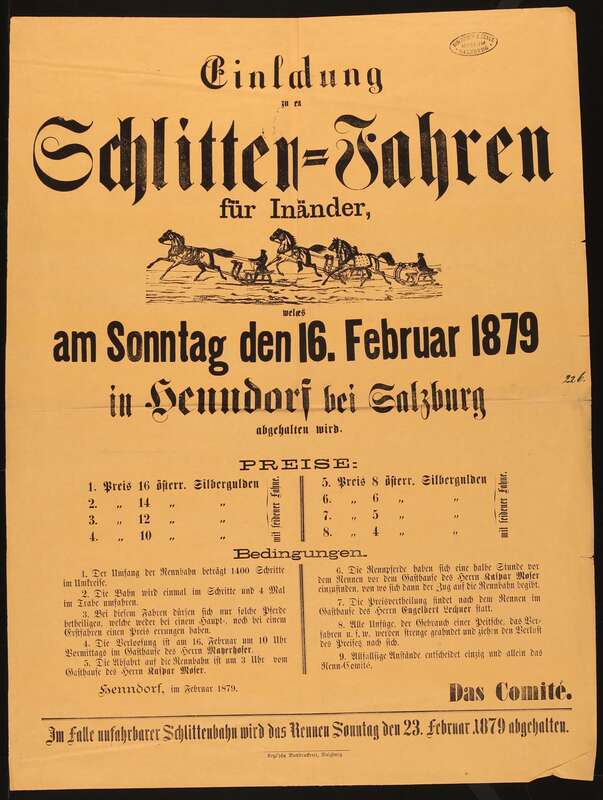 Einladung
zu en
Schlitten=Fahren
für Inänder,
welces
am Sonntag den 16. Februar 1879
in Henndorf bei Salzburg
abgehalten wird.
PREISE:
1. Preis 16 österr. Silbergulden
2. „ 14 „ „
3. „ 12 „ „
4. „ 10 „ „
mit seidener Fahne.
5. Preis 8 österr. Silbergulden
6. „ 6 „ „
7. „ 5 „ „
8. „ 4 „ „
mit seidener Fahne.
Bedingungen.
1. Der Umfang der Rennbahn beträgt 1400 Schritte
im Umkreise.
2. Die Bahn wird einmal im Schritte und 4 Mal
im Trabe umfahren.
3. Bei diesem Fahren dürfen sich nur solche Pferde
betheiligen, welche weder bei einem Haupt-, noch bei einem
Erstfahren einen Preis errungen haben.
4. Die Verlosung ist am 16. Februar um 10 Uhr
Vormittags im Gasthause des Herrn Mayerhofer.
5. Die Abfahrt auf die Rennbahn ist um 3 Uhr vom
Gasthause des Herrn Kaspar Moser.
6. Die Rennpferde haben sich eine halbe Stunde vor
dem Rennen vor dem Gasthause des Herrn Kaspar Moser
einzufinden, von wo sich dann der Zug auf die Rennbahn begibt.
7. Die Preisvertheilung findet nach dem Rennen im
Gasthause des Herrn Engelbert Lechner statt.
8. Alle Unfüge, der Gebrauch einer Peitsche, das Ver-
fahren u. s. w. werden strenge geahndet und ziehen den Verlust
des Preises nach sich.
9. Allfällige Anstände entscheidet einzig und allein das
Renn-Comité.
Henndorf, im Februar 1879.
Das Comité.
Im Falle unfahrbarer Schlittenbahn wird das Rennen Sonntag den 23. Februar 1879 abgehalten.
226.